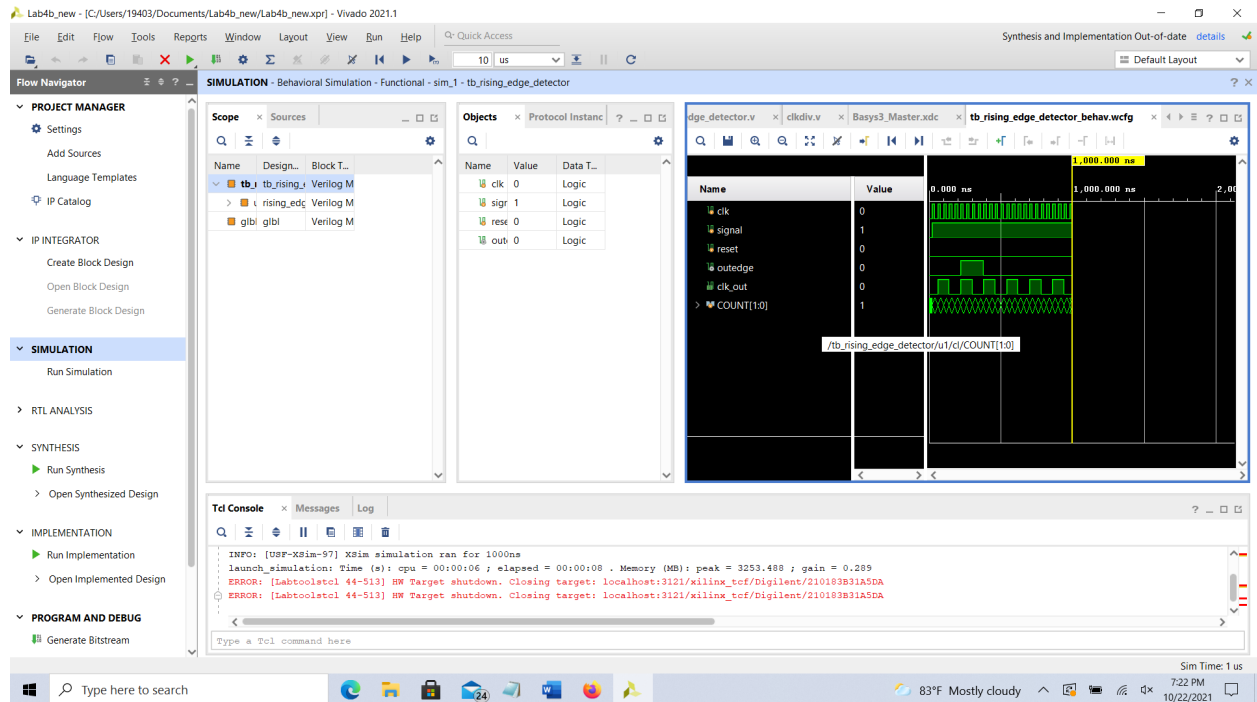 Lab4b_new - [C:/Users/19403/Documents/Lab4b_new/Lab4b_new.xpr] - Vivado 2021.1
File Edit Flow Tools Reports Window Layout View Run Help Quick Access
Synthesis and Implementation Out-of-date details
10 us
Default Layout
Flow Navigator
SIMULATION - Behavioral Simulation - Functional - sim_1 - tb_rising_edge_detector
PROJECT MANAGER
Settings
Add Sources
Language Templates
IP Catalog
IP INTEGRATOR
Create Block Design
Open Block Design
Generate Block Design
SIMULATION
Run Simulation
RTL ANALYSIS
SYNTHESIS
Run Synthesis
Open Synthesized Design
IMPLEMENTATION
Run Implementation
Open Implemented Design
PROGRAM AND DEBUG
Generate Bitstream
Scope Sources
Name Design... Block T...
tb_r tb_rising_e Verilog M
u rising_edg Verilog M
glbl glbl Verilog M
Objects Protocol Instanc
Name Value Data T...
clk 0 Logic
sigr 1 Logic
rese 0 Logic
oute 0 Logic
dge_detector.v clkdiv.v Basys3_Master.xdc tb_rising_edge_detector_behav.wcfg
1,000.000 ns
Name Value 0.000 ns 1,000.000 ns 2,00
clk 0
signal 1
reset 0
outedge 0
clk_out 0
COUNT[1:0] 1
/tb_rising_edge_detector/u1/cl/COUNT[1:0]
Tcl Console Messages Log
INFO: [USF-XSim-97] XSim simulation ran for 1000ns
launch_simulation: Time (s): cpu = 00:00:06 ; elapsed = 00:00:08 . Memory (MB): peak = 3253.488 ; gain = 0.289
ERROR: [Labtoolstcl 44-513] HW Target shutdown. Closing target: localhost:3121/xilinx_tcf/Digilent/210183B31A5DA
ERROR: [Labtoolstcl 44-513] HW Target shutdown. Closing target: localhost:3121/xilinx_tcf/Digilent/210183B31A5DA
Type a Tcl command here
Sim Time: 1 us
Type here to search
24
83°F Mostly cloudy
7:22 PM
10/22/2021